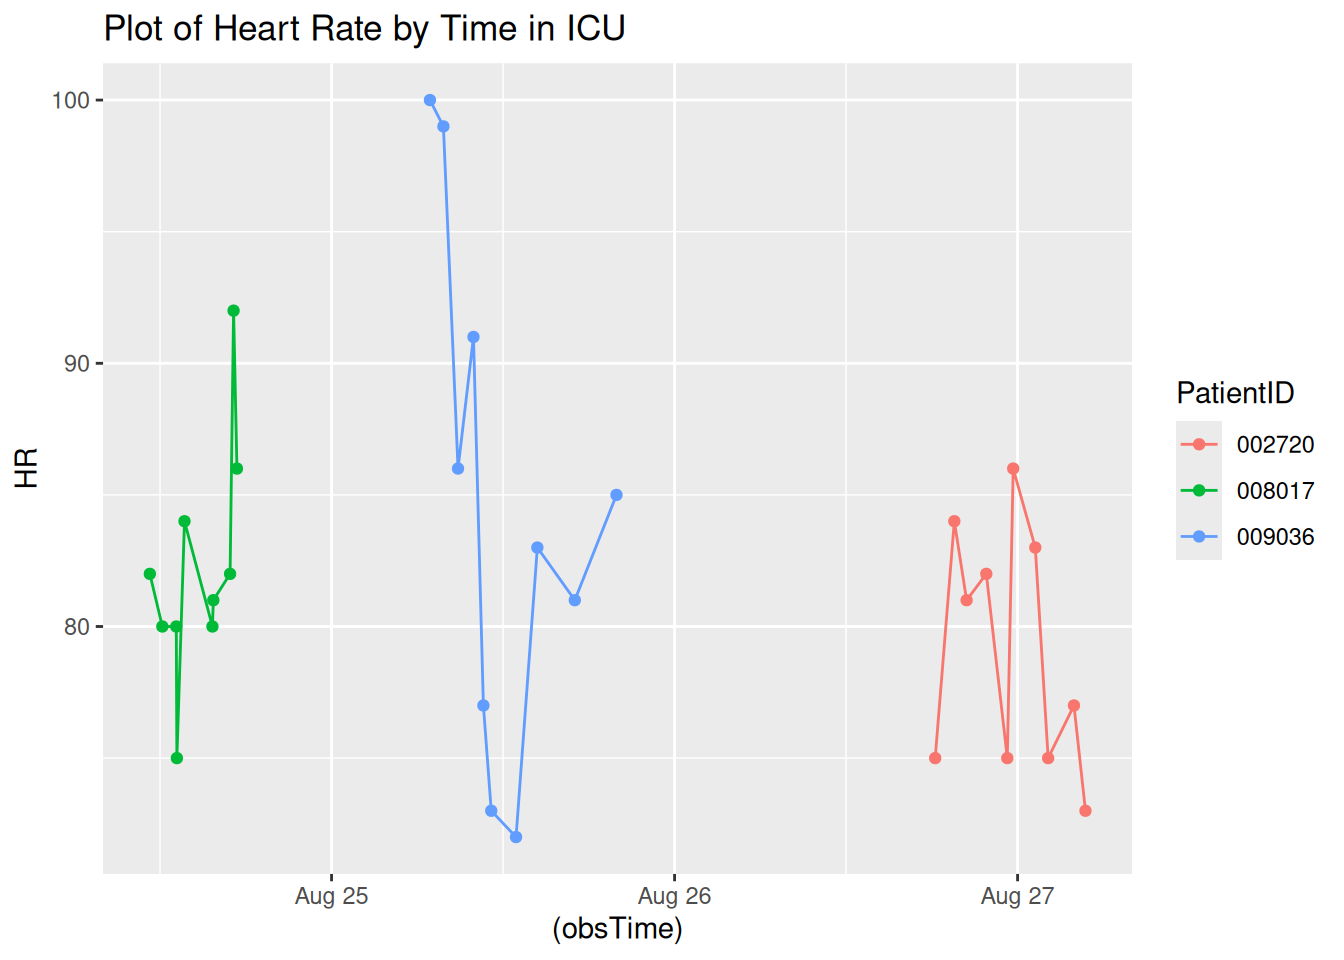 Plot of Heart Rate by Time in ICU
100
90
80
HR
Aug 25
Aug 26
Aug 27
(obsTime)
PatientID
002720
008017
009036